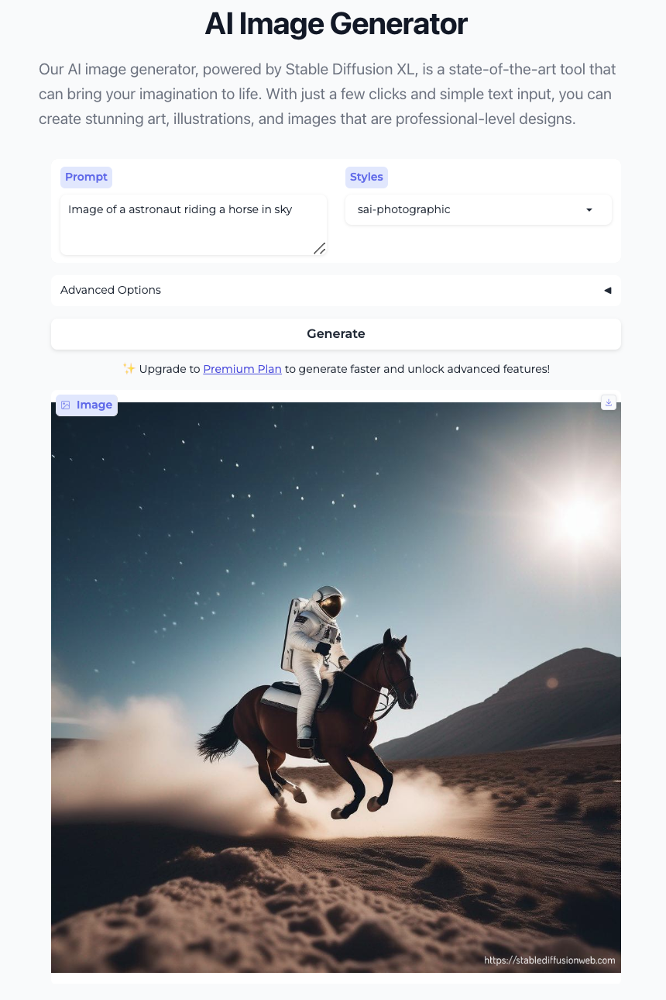 AI Image Generator
Our AI image generator, powered by Stable Diffusion XL, is a state-of-the-art tool that
can bring your imagination to life. With just a few clicks and simple text input, you can
create stunning art, illustrations, and images that are professional-level designs.
Prompt
Styles
Image of a astronaut riding a horse in sky
sai-photographic
Advanced Options
Generate
✨ Upgrade to Premium Plan to generate faster and unlock advanced features!
Image
https://stablediffusionweb.com